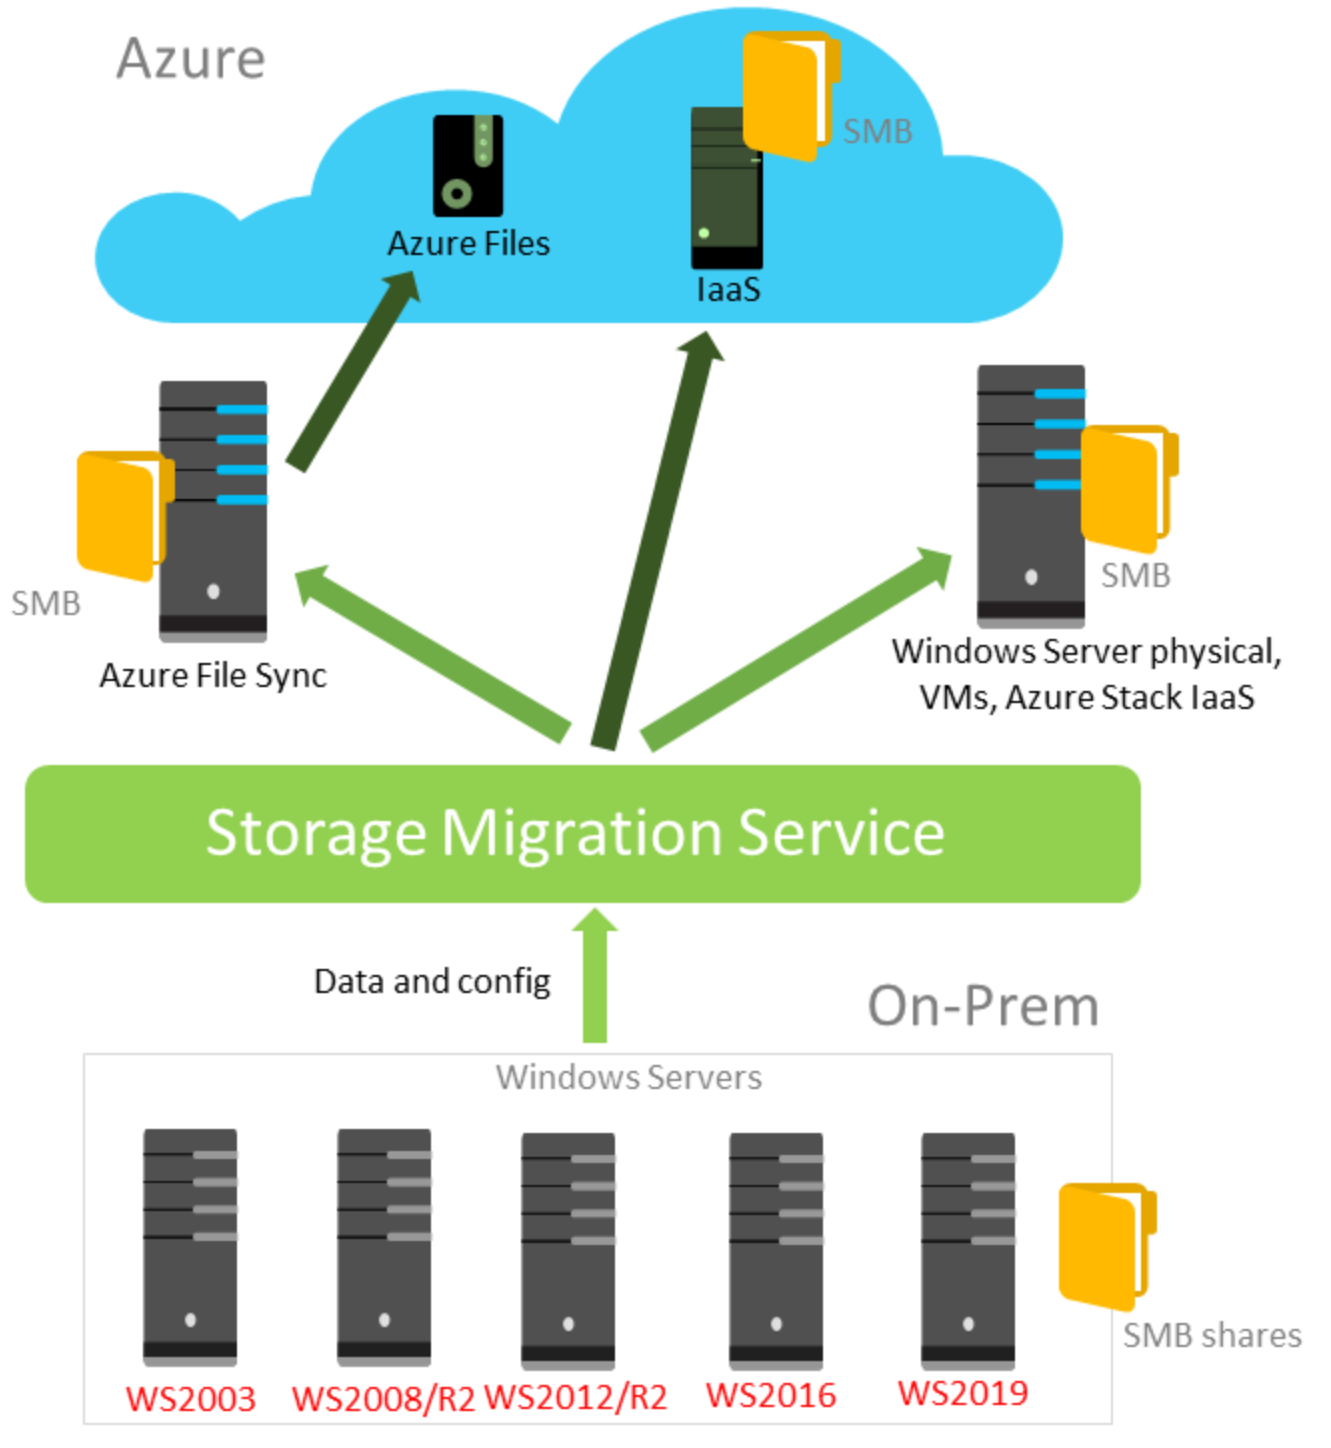 Azure
SMB
Azure Files
IaaS
SMB
Azure File Sync
SMB
Windows Server physical,
VMs, Azure Stack IaaS
Storage Migration Service
Data and config
On-Prem
Windows Servers
SMB shares
WS2003
WS2008/R2
WS2012/R2
WS2016
WS2019